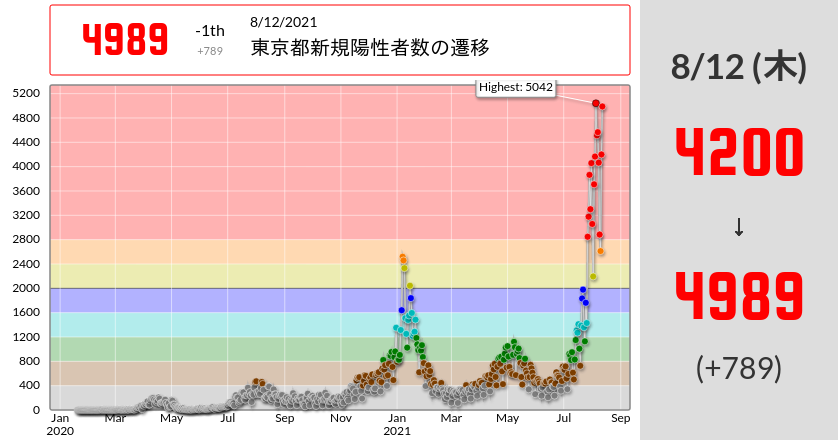 4989
-1th
+789
8/12/2021
東京都新規陽性者数の遷移
Highest: 5042
5200
4800
4400
4000
3600
3200
2800
2400
2000
1600
1200
800
400
0
Jan
2020
Mar
May
Jul
Sep
Nov
Jan
2021
Mar
May
Jul
Sep
8/12 (木)
4200
↓
4989
(+789)